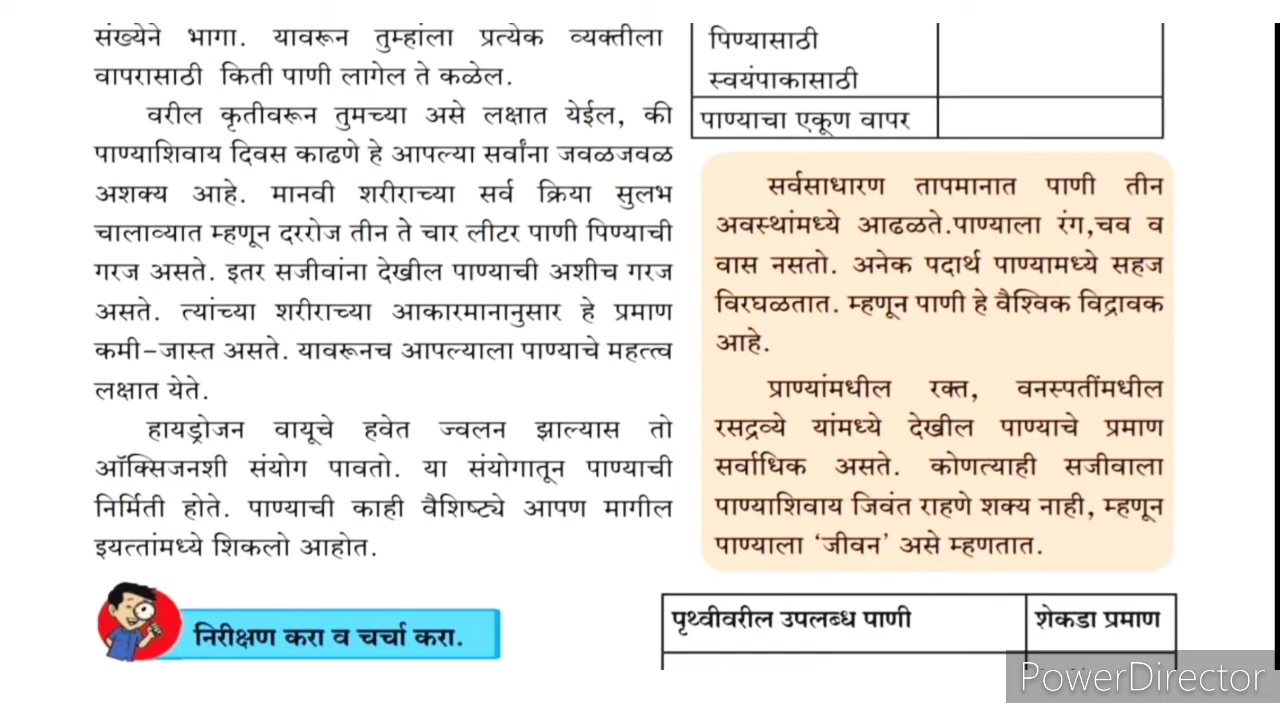 संख्येने भागा. यावरून तुम्हांला प्रत्येक व्यक्तीला
वापरासाठी किती पाणी लागेल ते कळेल.
वरील कृतीवरून तुमच्या असे लक्षात येईल, की
पाण्याशिवाय दिवस काढणे हे आपल्या सर्वांना जवळजवळ
अशक्य आहे. मानवी शरीराच्या सर्व क्रिया सुलभ
चालाव्यात म्हणून दररोज तीन ते चार लीटर पाणी पिण्याची
गरज असते. इतर सजीवांना देखील पाण्याची अशीच गरज
असते. त्यांच्या शरीराच्या आकारमानानुसार हे प्रमाण
कमी-जास्त असते. यावरूनच आपल्याला पाण्याचे महत्त्व
लक्षात येते.
हायड्रोजन वायूचे हवेत ज्वलन झाल्यास तो
ऑक्सिजनशी संयोग पावतो. या संयोगातून पाण्याची
निर्मिती होते. पाण्याची काही वैशिष्ट्ये आपण मागील
इयत्तांमध्ये शिकलो आहोत.
निरीक्षण करा व चर्चा करा.
पिण्यासाठी
स्वयंपाकासाठी
पाण्याचा एकूण वापर
सर्वसाधारण तापमानात पाणी तीन
अवस्थांमध्ये आढळते.पाण्याला रंग,चव व
वास नसतो. अनेक पदार्थ पाण्यामध्ये सहज
विरघळतात. म्हणून पाणी हे वैश्विक विद्रावक
आहे.
प्राण्यांमधील रक्त, वनस्पतींमधील
रसद्रव्ये यांमध्ये देखील पाण्याचे प्रमाण
सर्वाधिक असते. कोणत्याही सजीवाला
पाण्याशिवाय जिवंत राहणे शक्य नाही, म्हणून
पाण्याला ‘जीवन’ असे म्हणतात.
पृथ्वीवरील उपलब्ध पाणी शेकडा प्रमाण
PowerDirector